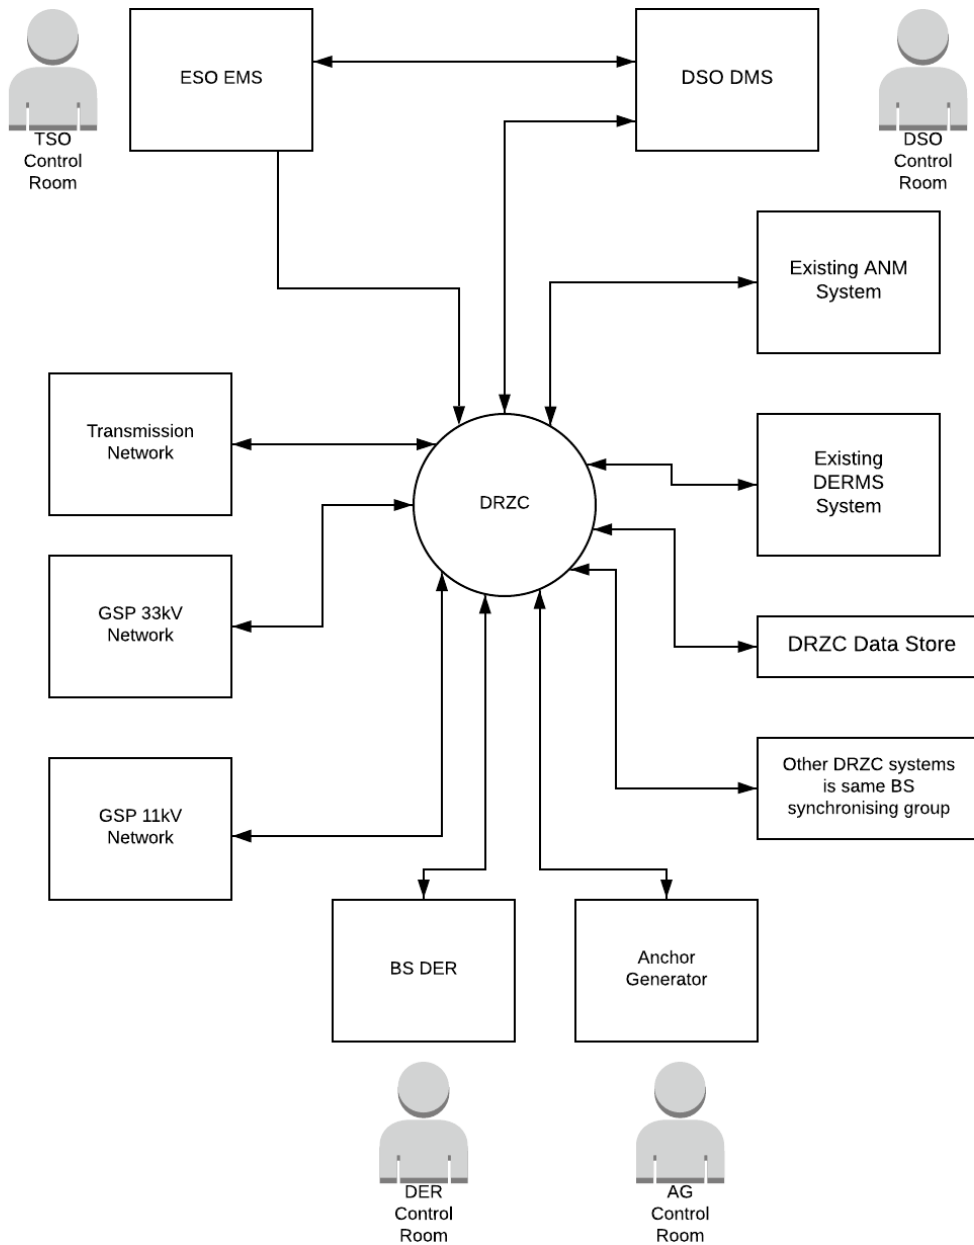 ESO EMS
DSO DMS
TSO
Control
Room
DSO
Control
Room
Existing ANM
System
Transmission
Network
Existing
DERMS
System
DRZC
GSP 33kV
Network
DRZC Data Store
GSP 11kV
Network
Other DRZC systems
is same BS
synchronising group
BS DER
Anchor
Generator
DER
Control
Room
AG
Control
Room